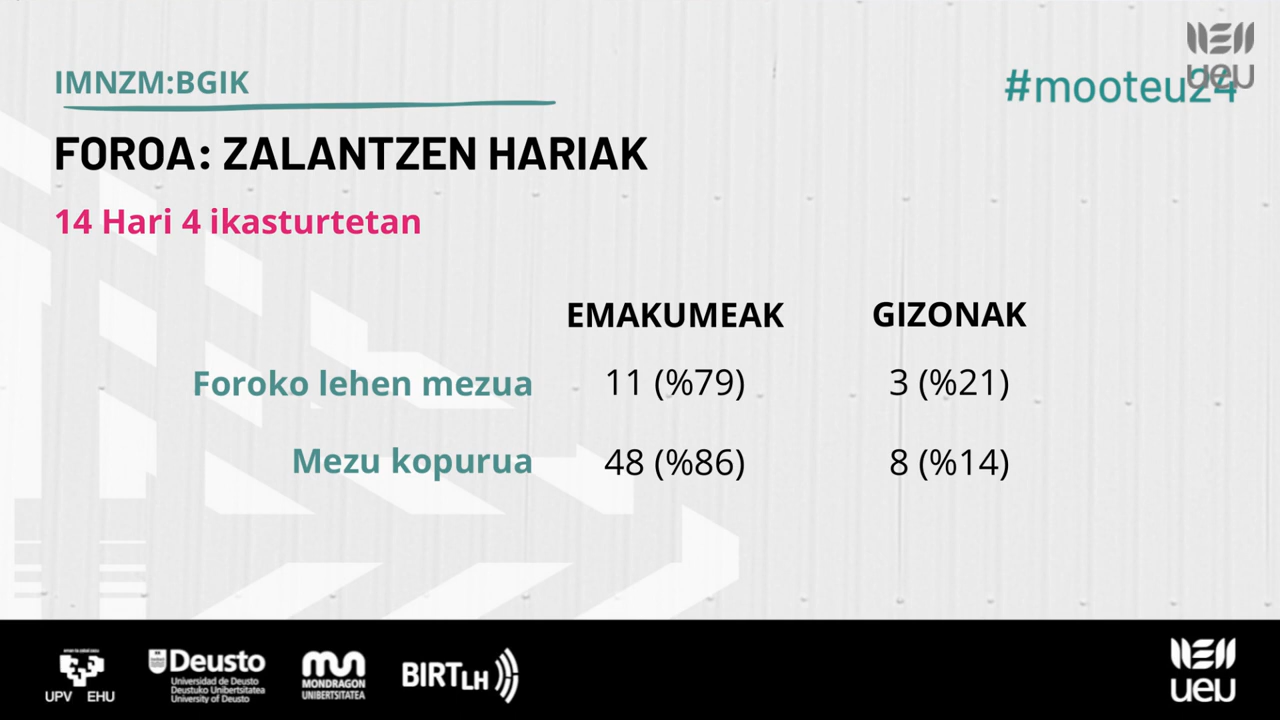 IMNZM:BGIK
#mooteu24
ueu
FOROA: ZALANTZEN HARIAK
14 Hari 4 ikasturtetan
EMAKUMEAK GIZONAK
Foroko lehen mezua 11 (%79) 3 (%21)
Mezu kopurua 48 (%86) 8 (%14)
UPV EHU
Deusto
Universidad de Deusto
Deustuko Unibertsitatea
University of Deusto
MONDRAGON
UNIBERTSITATEA
BIRTLH
ueu